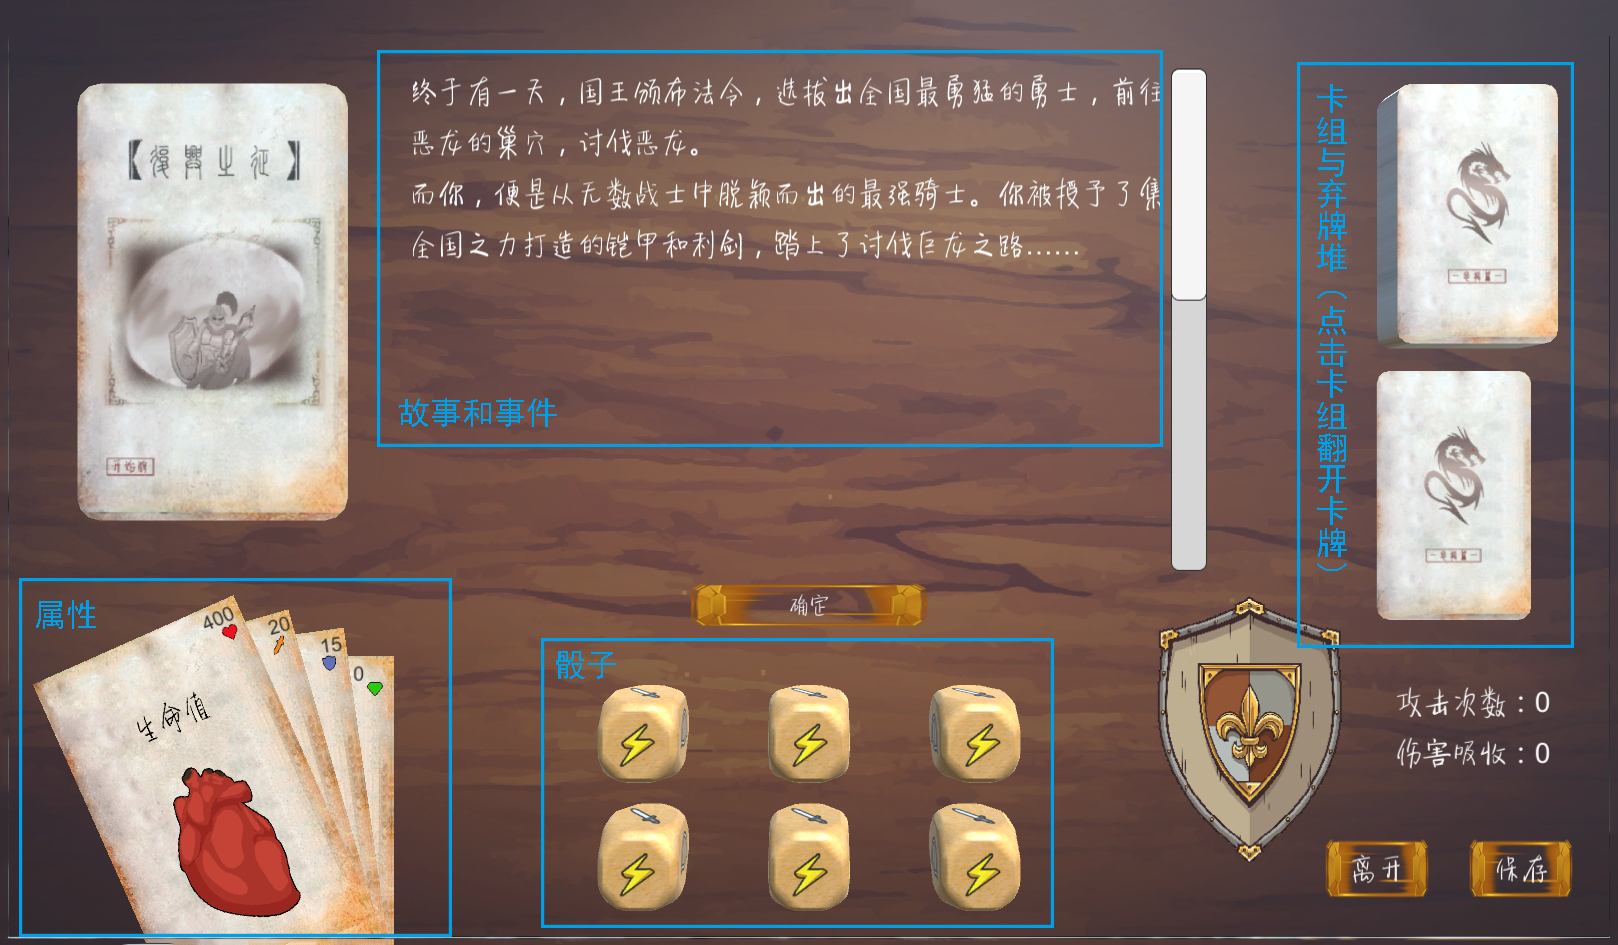 【復興之征】
开始牌
终于有一天，国王颁布法令，选拔出全国最勇猛的勇士，前往
恶龙的巢穴，讨伐恶龙。
而你，便是从无数战士中脱颖而出的最强骑士。你被授予了集
全国之力打造的铠甲和利剑，踏上了讨伐巨龙之路......
故事和事件
卡组与弃牌堆（点击卡组翻开卡牌）
属性
400
20
15
0
生命值
确定
骰子
攻击次数：0
伤害吸收：0
离开
保存